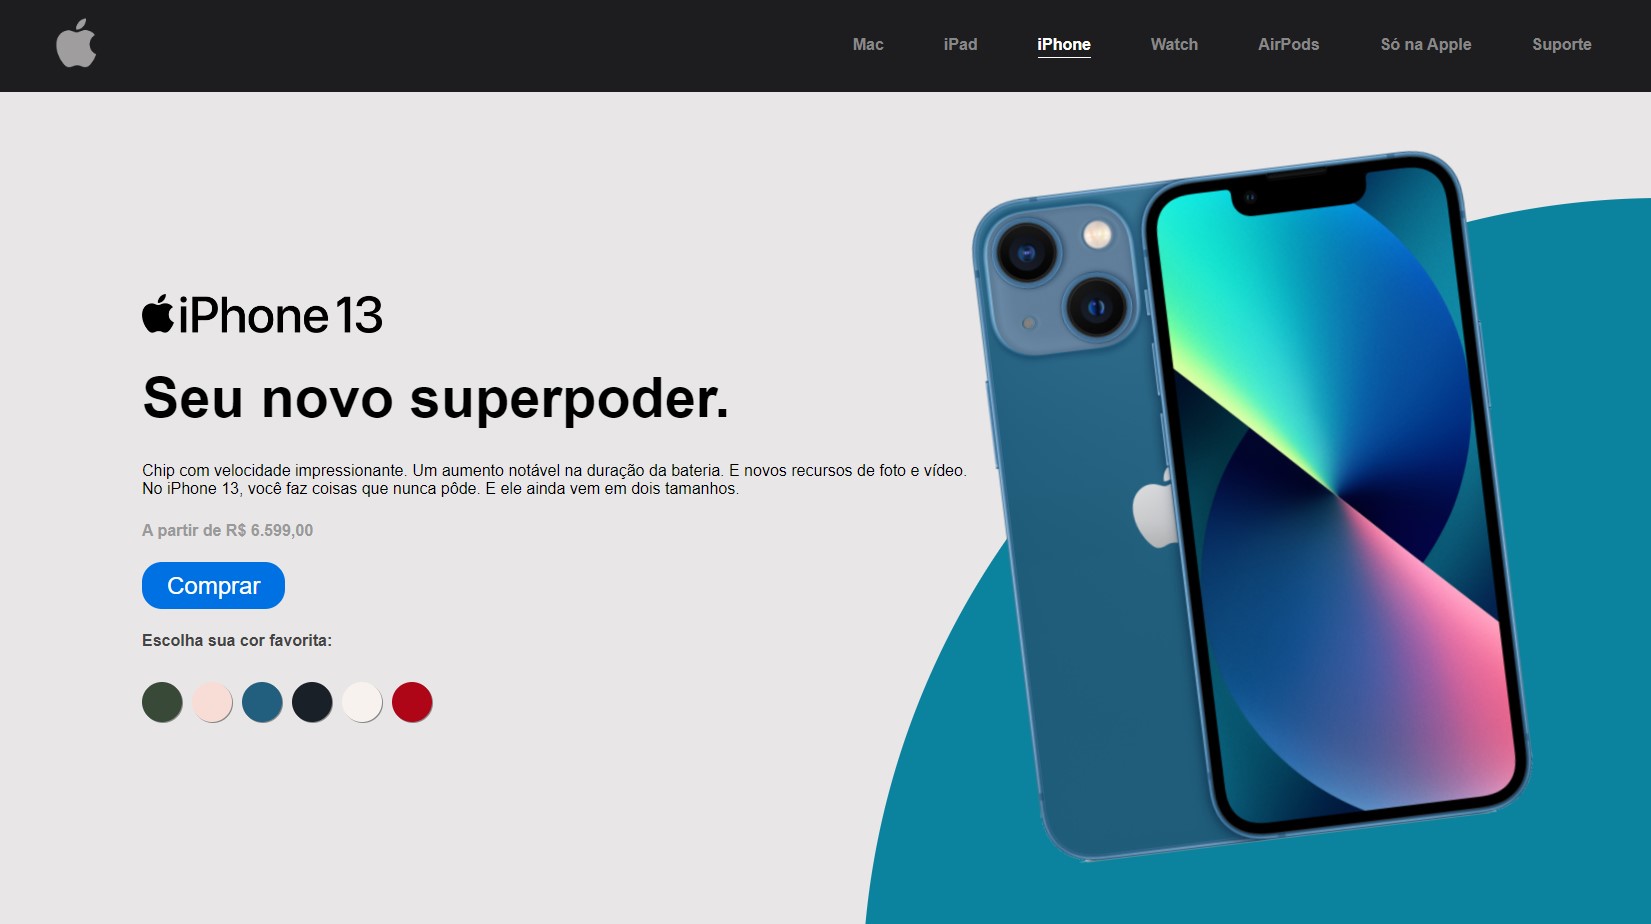 Mac
iPad
iPhone
Watch
AirPods
Só na Apple
Suporte
iPhone 13
Seu novo superpoder.
Chip com velocidade impressionante. Um aumento notável na duração da bateria. E novos recursos de foto e vídeo.
No iPhone 13, você faz coisas que nunca pôde. E ele ainda vem em dois tamanhos.
A partir de R$ 6.599,00
Comprar
Escolha sua cor favorita: